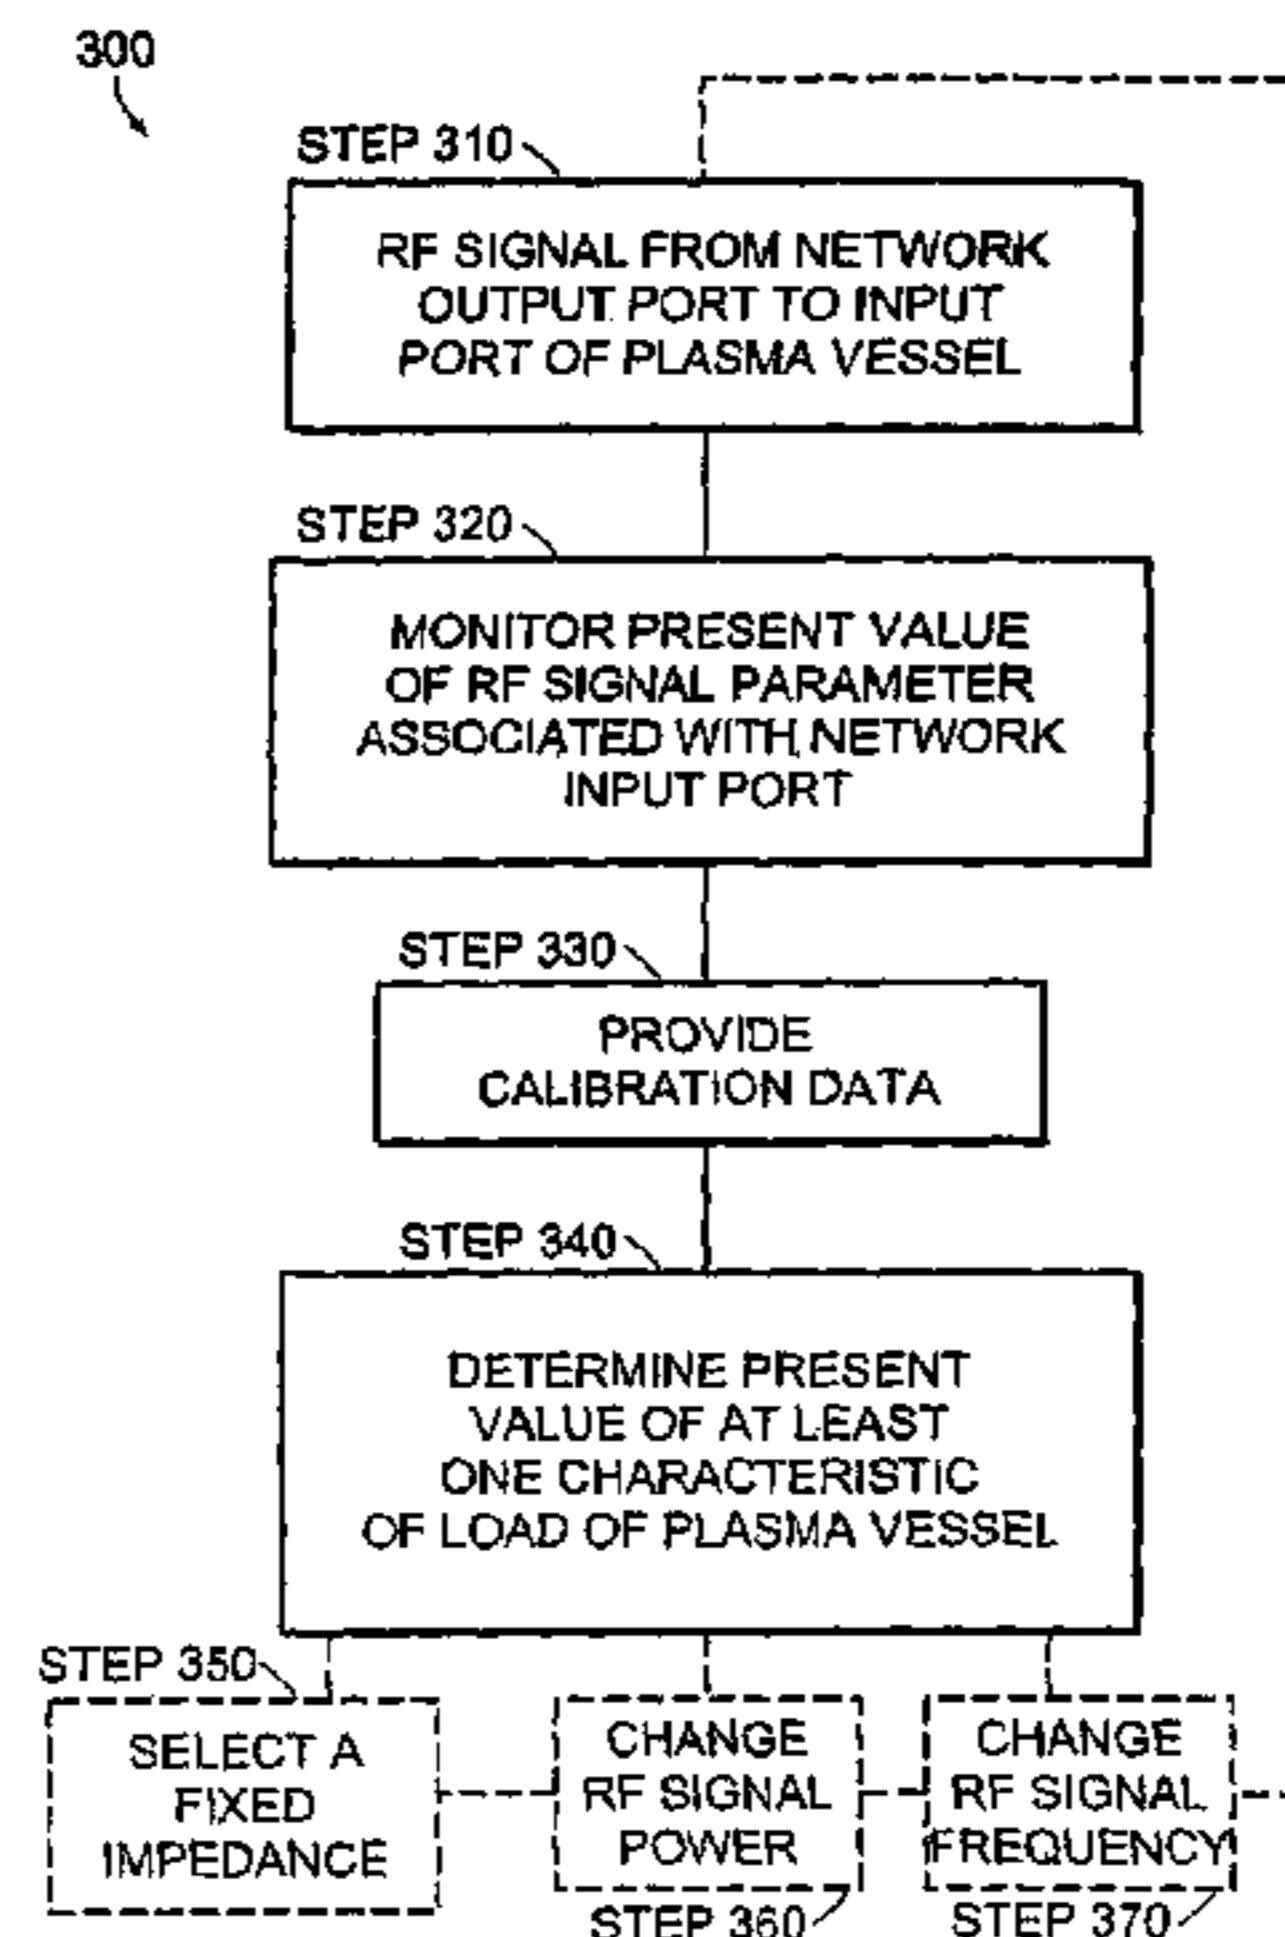 300
STEP 310
RF SIGNAL FROM NETWORK
OUTPUT PORT TO INPUT
PORT OF PLASMA VESSEL
STEP 320
MONITOR PRESENT VALUE
OF RF SIGNAL PARAMETER
ASSOCIATED WITH NETWORK
INPUT PORT
STEP 330
PROVIDE
CALIBRATION DATA
STEP 340
DETERMINE PRESENT
VALUE OF AT LEAST
ONE CHARACTERISTIC
OF LOAD OF PLASMA VESSEL
STEP 350
SELECT A
FIXED
IMPEDANCE
CHANGE
RF SIGNAL
POWER
STEP 360
CHANGE
RF SIGNAL
FREQUENCY
STEP 370